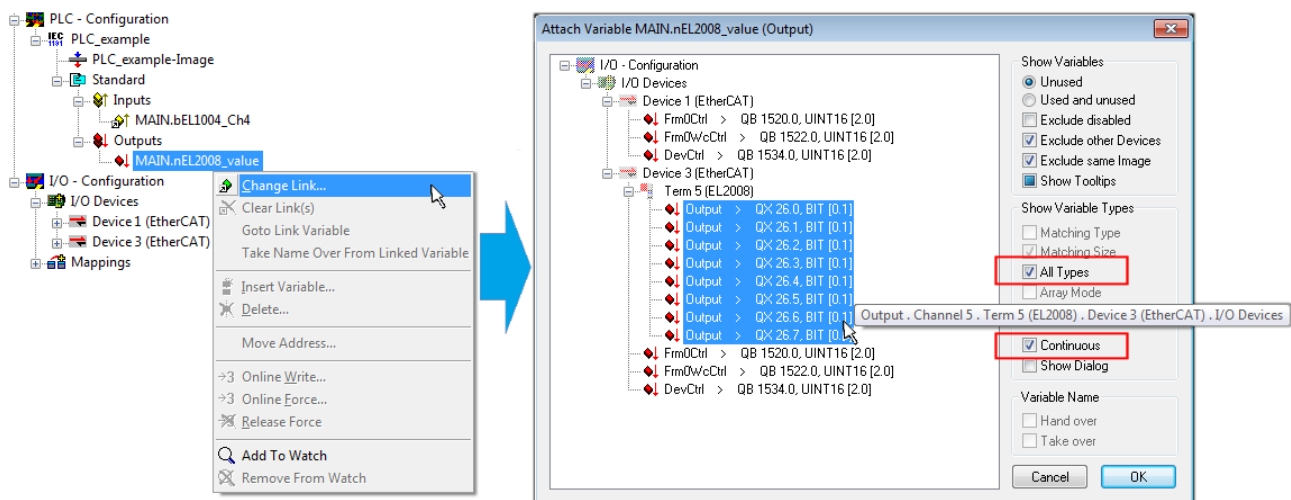 PLC - Configuration
IEC
1131
PLC_example
PLC_example-Image
Standard
Inputs
MAIN.bEL1004_Ch4
Outputs
MAIN.nEL2008_value
I/O - Configuration
I/O Devices
Device 1 (EtherCAT)
Device 3 (EtherCAT)
Mappings
Change Link...
Clear Link(s)
Goto Link Variable
Take Name Over From Linked Variable
Insert Variable...
Delete...
Move Address...
Online Write...
Online Force...
Release Force
Add To Watch
Remove From Watch
Attach Variable MAIN.nEL2008_value (Output)
I/O - Configuration
I/O Devices
Device 1 (EtherCAT)
Frm0Ctrl > QB 1520.0, UINT16 [2.0]
Frm0WcCtrl > QB 1522.0, UINT16 [2.0]
DevCtrl > QB 1534.0, UINT16 [2.0]
Device 3 (EtherCAT)
Term 5 (EL2008)
Output > QX 26.0, BIT [0.1]
Output > QX 26.1, BIT [0.1]
Output > QX 26.2, BIT [0.1]
Output > QX 26.3, BIT [0.1]
Output > QX 26.4, BIT [0.1]
Output > QX 26.5, BIT [0.1]
Output > QX 26.6, BIT [0.1]
Output > QX 26.7, BIT
Frm0Ctrl > QB 1520.0, UINT16 [2.0]
Frm0WcCtrl > QB 1522.0, UINT16 [2.0]
DevCtrl > QB 1534.0, UINT16 [2.0]
Output . Channel 5 . Term 5 (EL2008) . Device 3 (EtherCAT) . I/O Devices
Show Variables
Unused
Used and unused
Exclude disabled
Exclude other Devices
Exclude same Image
Show Tooltips
Show Variable Types
Matching Type
Matching Size
All Types
Array Mode
Continuous
Show Dialog
Variable Name
Hand over
Take over
Cancel
OK